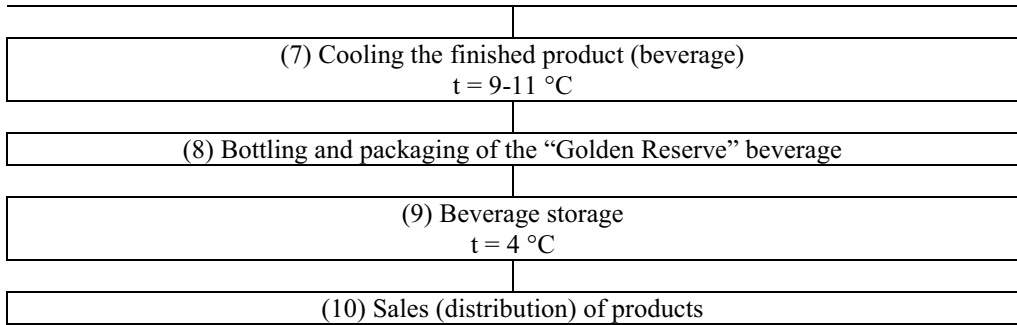 (7) Cooling the finished product (beverage)
t = 9-11 °C
(8) Bottling and packaging of the “Golden Reserve” beverage
(9) Beverage storage
t = 4 °C
(10) Sales (distribution) of products